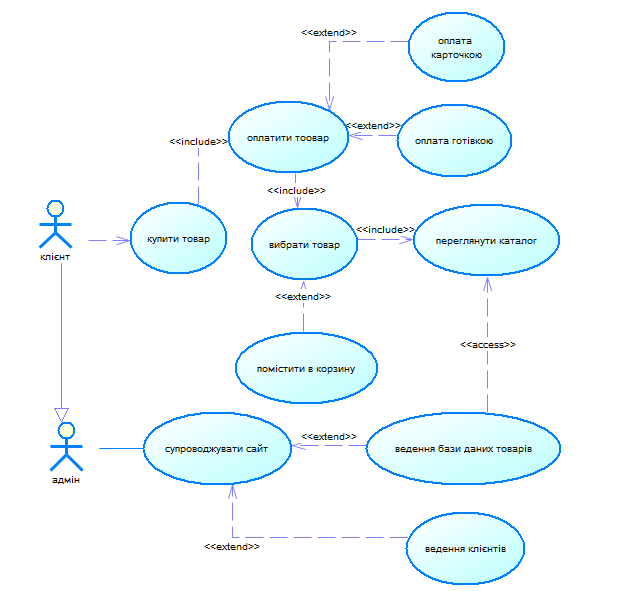 <<extend>>
оплата
карточкою
<<extend>>
<<include>>
оплатити тоовар
оплата готівкою
<<include>>
клієнт
купити товар
вибрати товар
<<include>>
переглянути каталог
<<extend>>
<<access>>
помістити в корзину
адмін
супроводжувати сайт
<<extend>>
ведення бази даних товарів
<<extend>>
ведення клієнтів